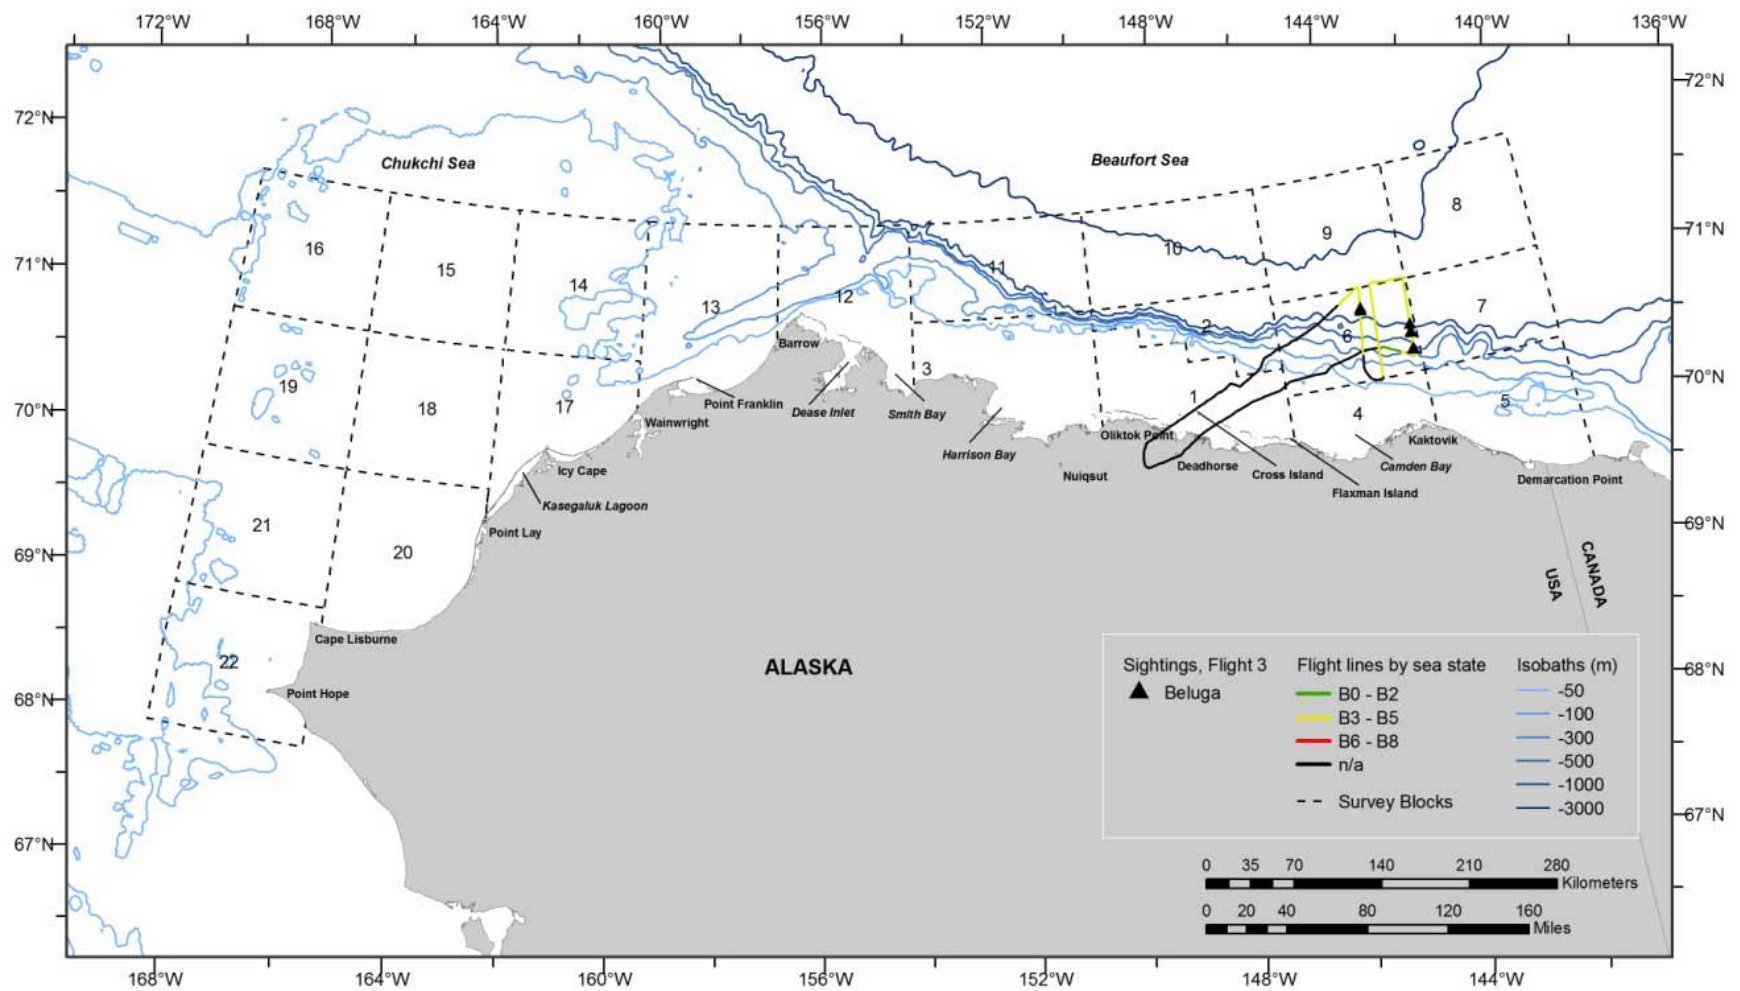 172°W 168°W 164°W 160°W 156°W 152°W 148°W 144°W 140°W 136°W
72°N 72°N
Chukchi Sea Beaufort Sea
8
9
16 10
71°N 71°N
15 11
14 12
13 7
2 6
Barrow
19 3 70°N
18 17 Point Franklin 1 5
70°N Dease Inlet Smith Bay 4
Wainwright
Oliktok Point Kaktovik
Harrison Bay
Icy Cape Deadhorse Camden Bay
Nuiqsut Cross Island Demarcation Point
Flaxman Island
Kasegaluk Lagoon
21 69°N
Point Lay
20
69°N
USA CANADA
Cape Lisburne
22 ALASKA 68°N
Point Hope
68°N
Sightings, Flight 3
Beluga
Flight lines by sea state
B0 - B2
B3 - B5
B6 - B8
n/a
Survey Blocks
Isobaths (m)
-50
-100
-300
-500
-1000
-3000
67°N 67°N
0 35 70 140 210 280
Kilometers
0 20 40 80 120 160
Miles
168°W 164°W 160°W 156°W 152°W 148°W 144°W